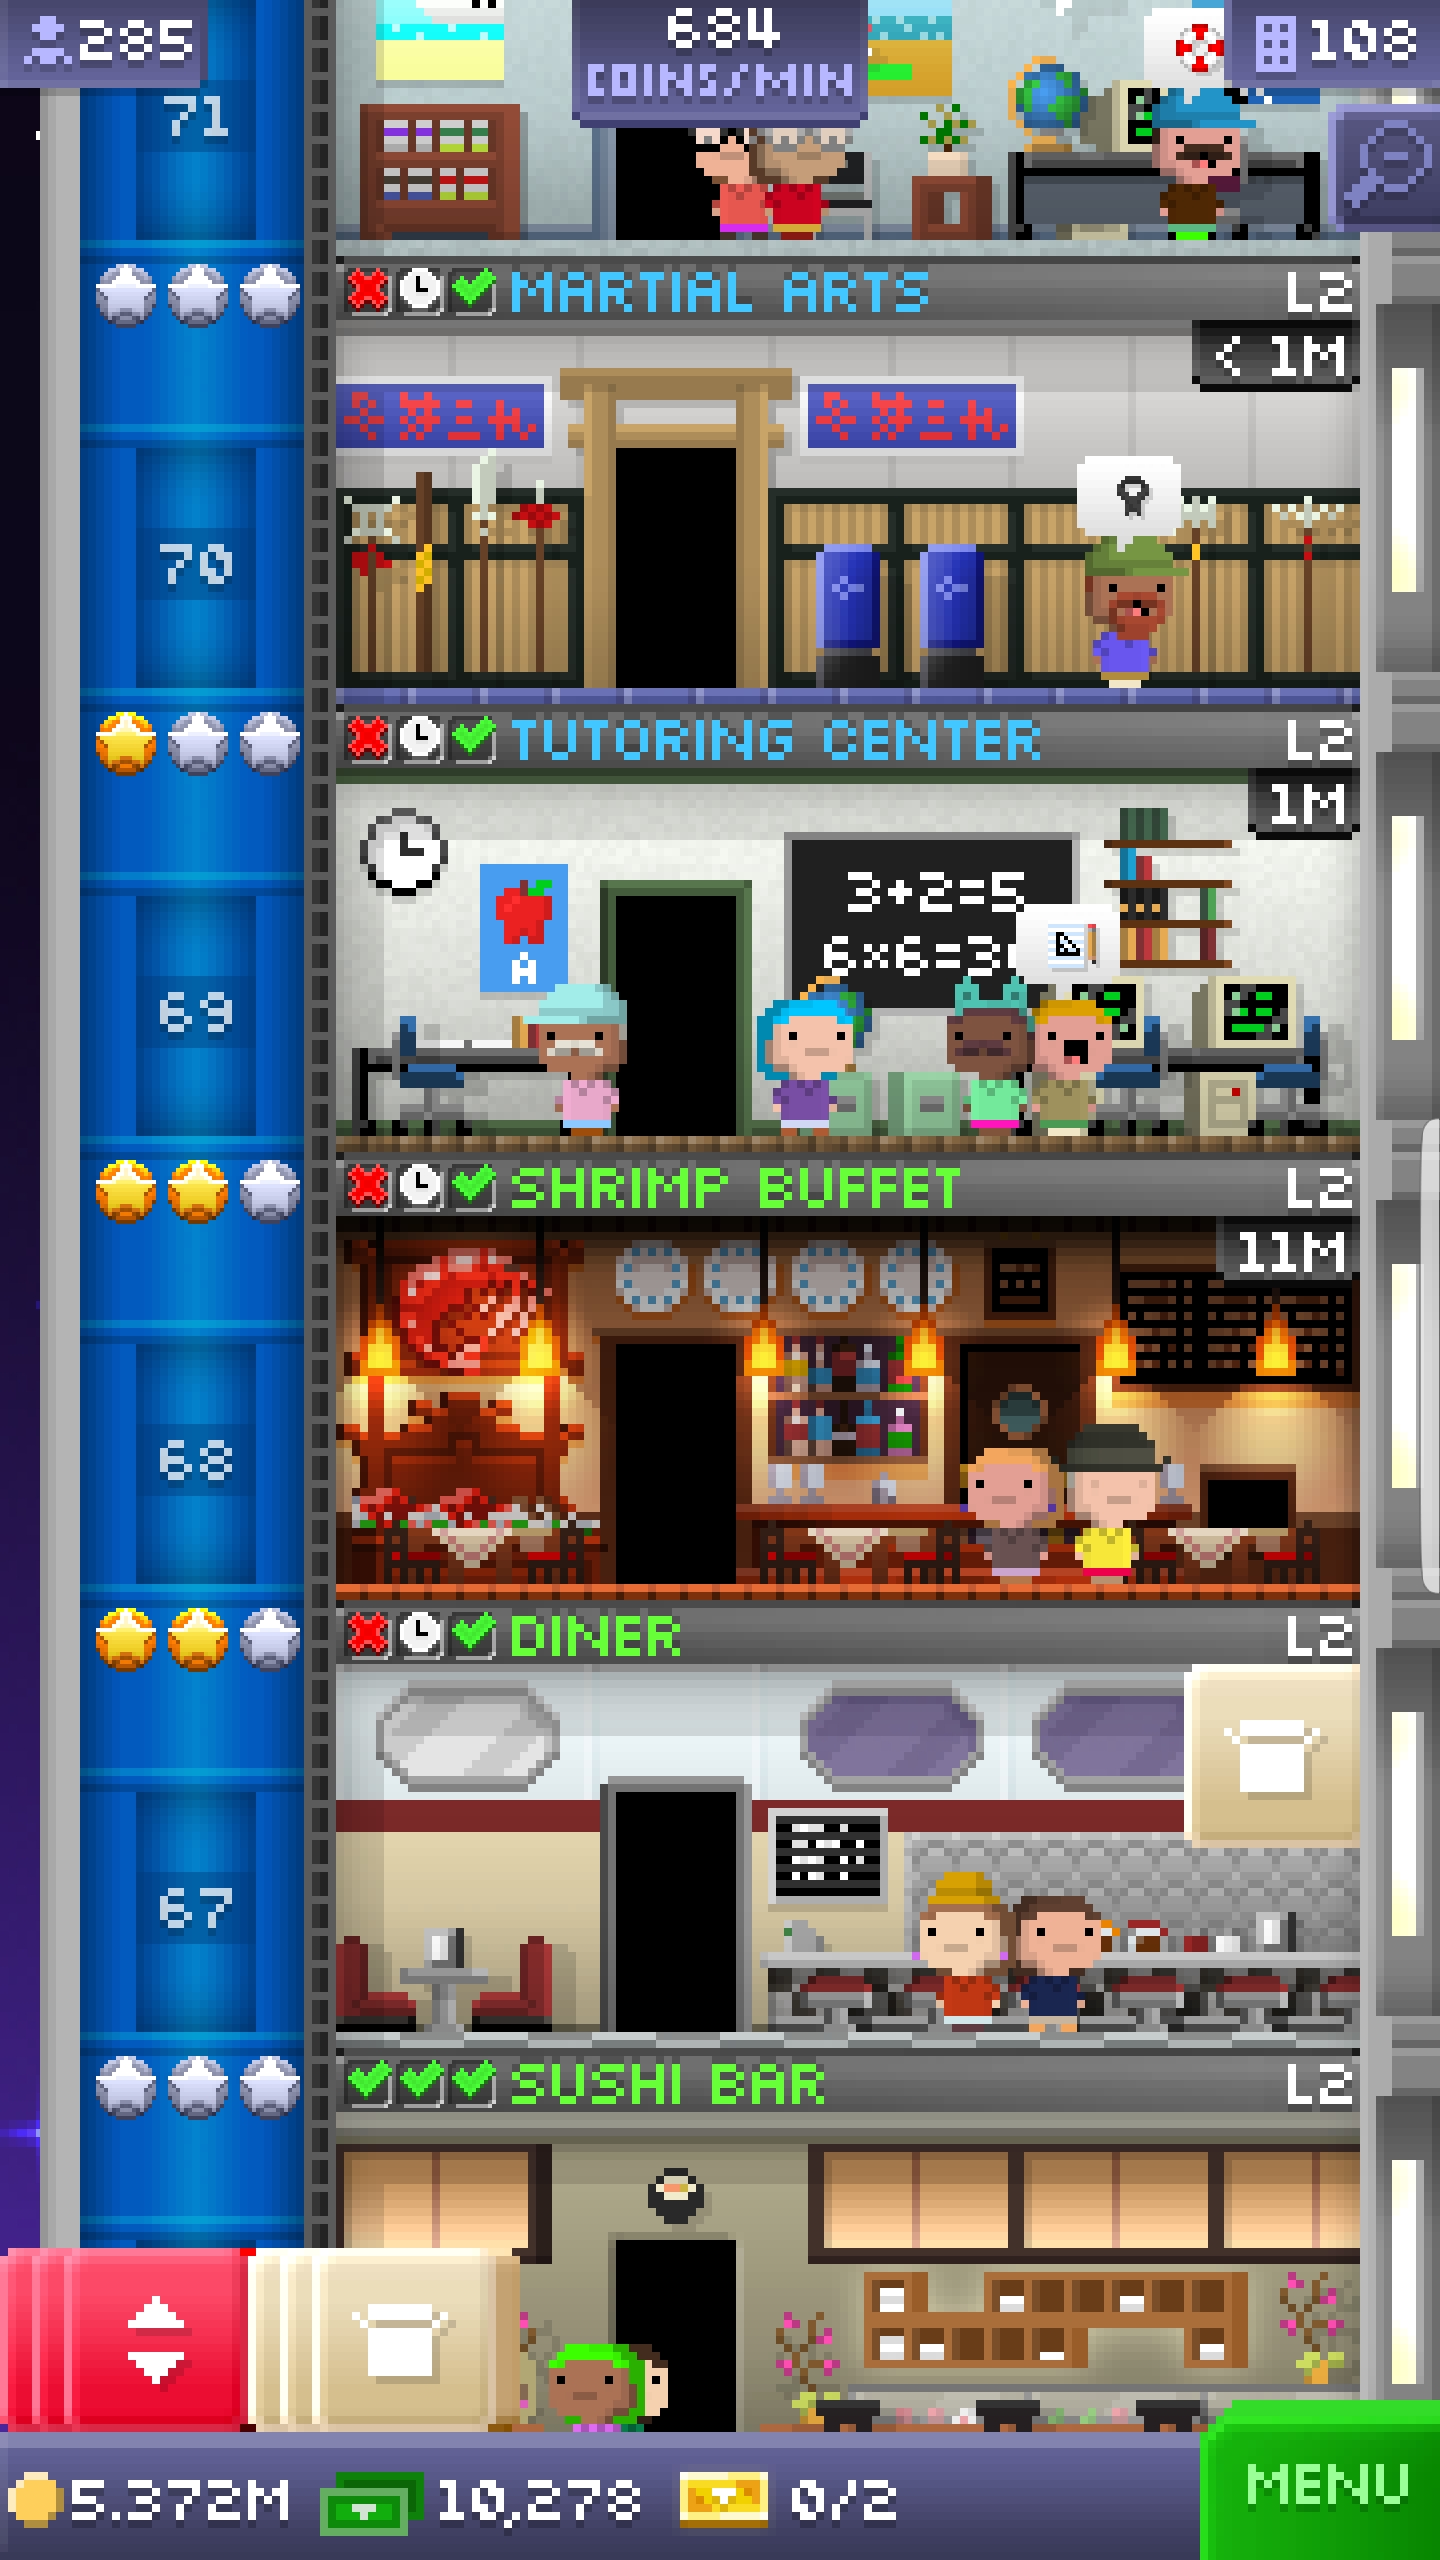 285
684
COINS/MIN
108
71
MARTIAL ARTS
L2
< 1M
70
TUTORING CENTER
L2
1M
3+2=5
6x6=3
A
69
SHRIMP BUFFET
L2
11M
68
DINER
L2
67
SUSHI BAR
L2
5.372M
10,278
0/2
MENU